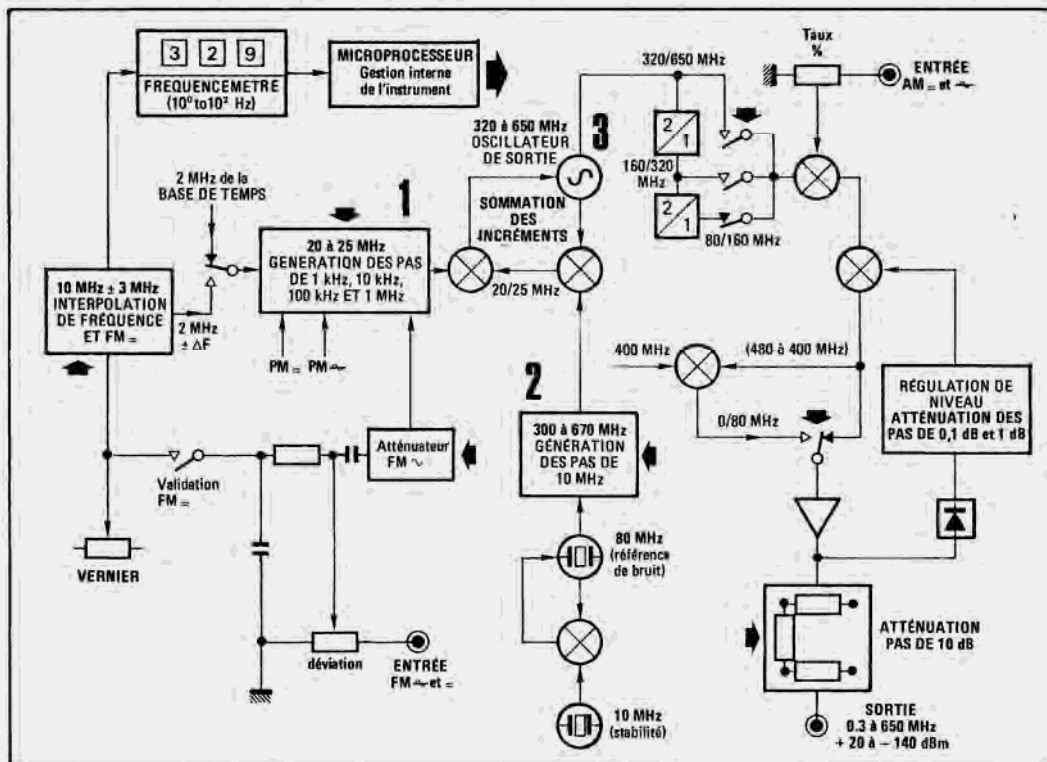 3 2 9
FREQUENCEMETRE
(10⁰ to 10² Hz)
MICROPROCESSEUR
Gestion interne
de l'instrument
320/650 MHz
Taux
%
ENTRÉE
AM = et ~
320 à 650 MHz
OSCILLATEUR
DE SORTIE
3
2
1
160/320
MHz
2
1
80/160 MHz
2 MHz de la
BASE DE TEMPS
1
SOMMATION
DES
INCRÉMENTS
20 à 25 MHz
GENERATION DES PAS
DE 1 kHz, 10 kHz,
100 kHz ET 1 MHz
20/25 MHz
10 MHz ± 3 MHz
INTERPOLATION
DE FRÉQUENCE
ET FM =
2 MHz
± ΔF
PM = PM ~
400 MHz
(480 à 400 MHz)
2
0/80 MHz
RÉGULATION DE
NIVEAU
ATTÉNUATION DES
PAS DE 0,1 dB et 1 dB
300 à 670 MHz
GÉNÉRATION
DES PAS DE
10 MHz
Atténuateur
FM ~
Validation
FM =
VERNIER
80 MHz
(référence
de bruit)
déviation
ENTRÉE
FM ~ et =
ATTÉNUATION
PAS DE 10 dB
10 MHz
(stabilité)
SORTIE
0.3 à 650 MHz
+ 20 à – 140 dBm